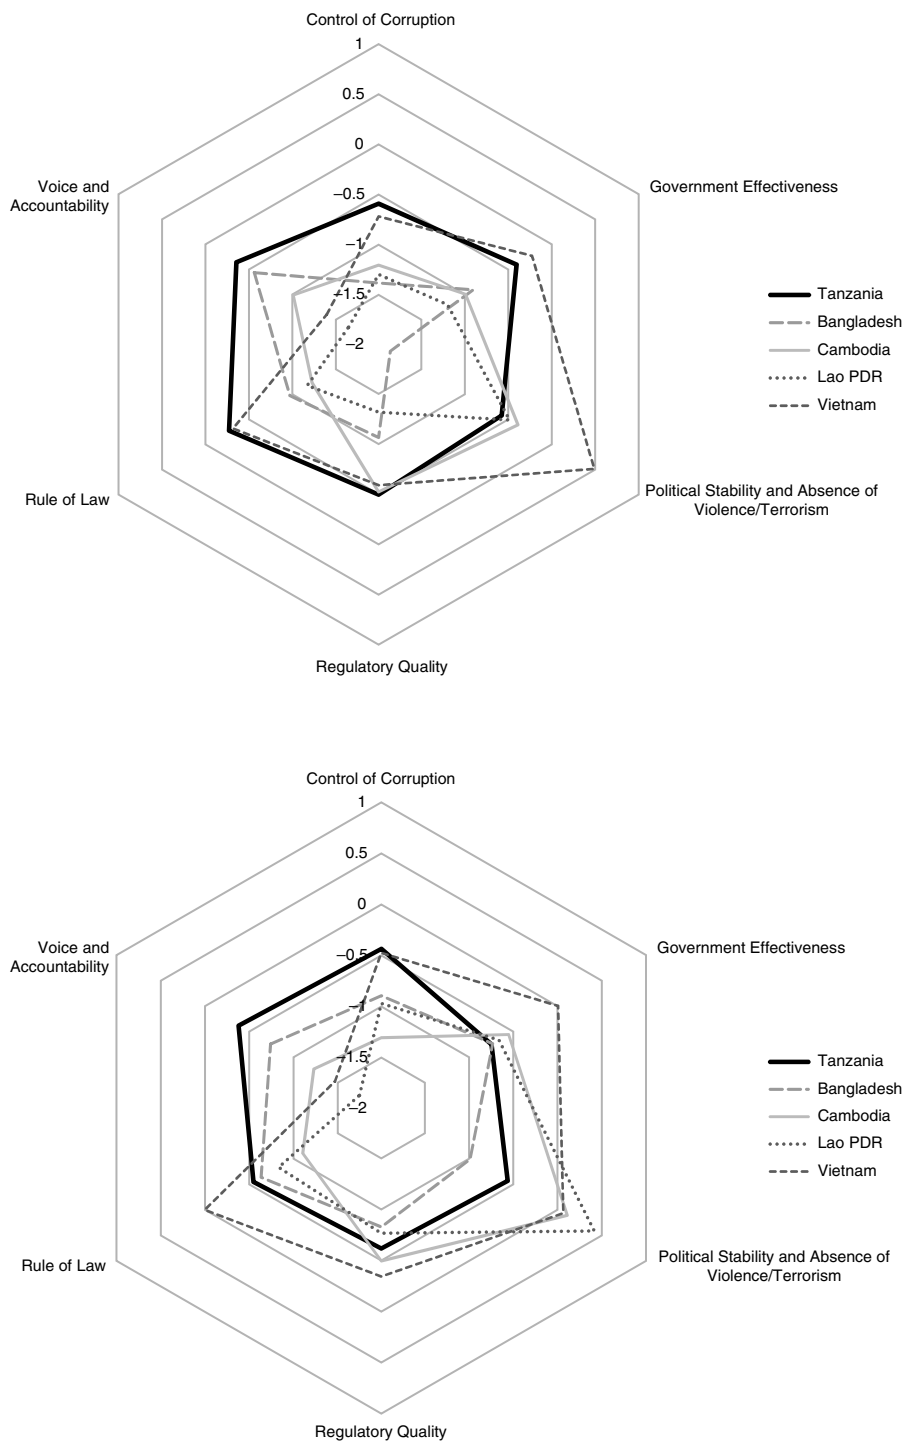 Control of Corruption
1
0.5
0
−0.5
−1
−1.5
−2
Voice and
Accountability
Government Effectiveness
Rule of Law
Political Stability and Absence of
Violence/Terrorism
Regulatory Quality
Tanzania
Bangladesh
Cambodia
Lao PDR
Vietnam
Control of Corruption
1
0.5
0
−0.5
−1
−1.5
−2
Voice and
Accountability
Government Effectiveness
Rule of Law
Political Stability and Absence of
Violence/Terrorism
Regulatory Quality
Tanzania
Bangladesh
Cambodia
Lao PDR
Vietnam